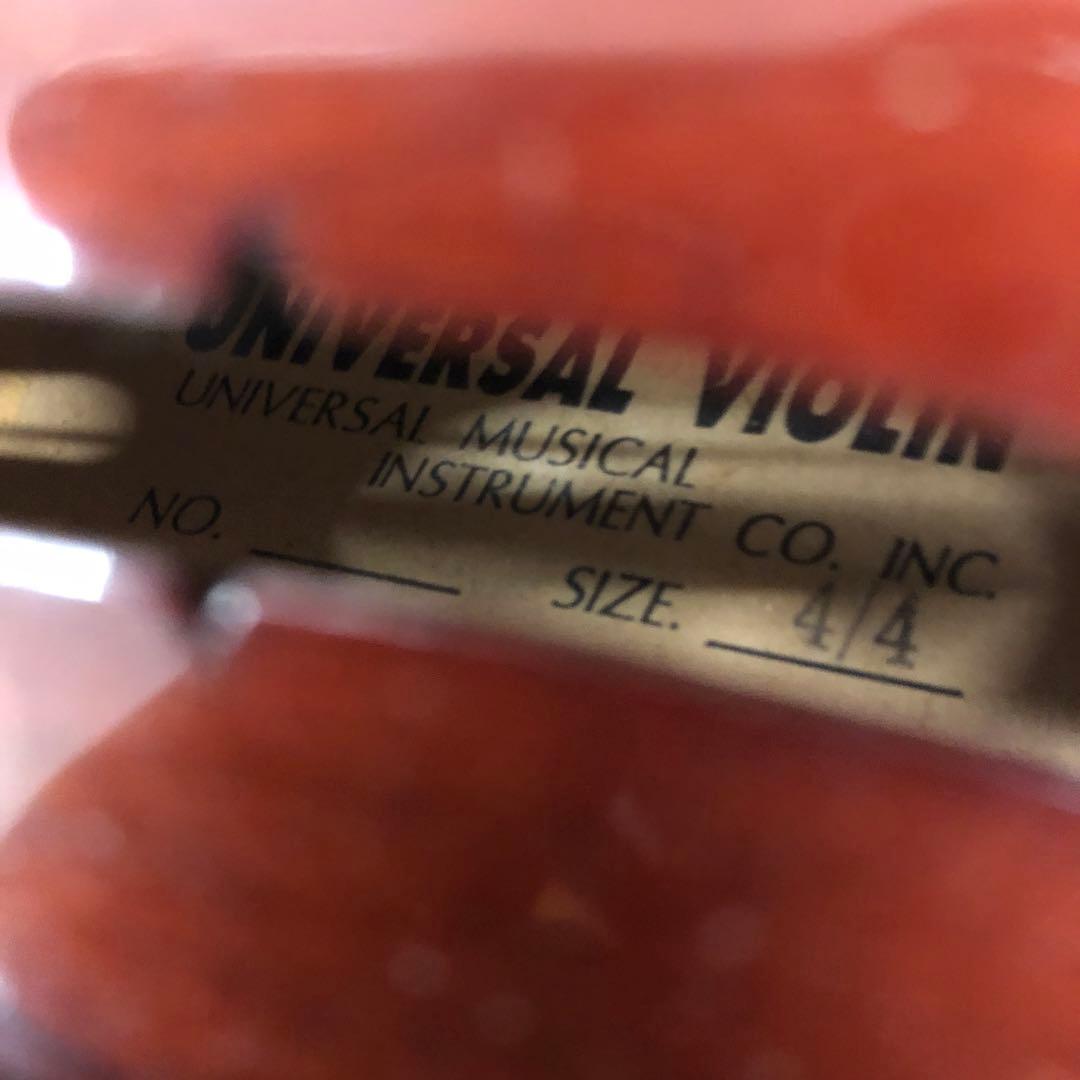 UNIVERSAL VIOLIN
UNIVERSAL MUSICAL
INSTRUMENT CO. INC.
NO. SIZE. 4/4